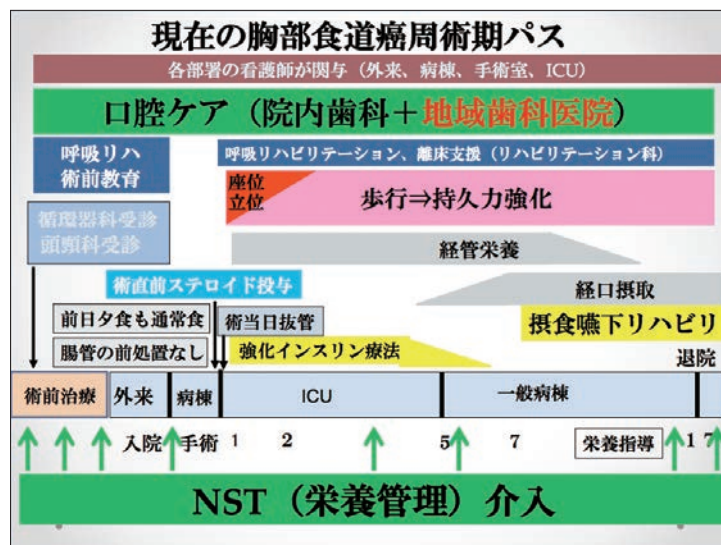 現在の胸部食道癌周術期パス
各部署の看護師が関与（外来、病棟、手術室、ICU）
口腔ケア（院内歯科＋地域歯科医院）
呼吸リハ
術前教育
呼吸リハビリテーション、離床支援（リハビリテーション科）
座位
立位
歩行⇒持久力強化
循環器科受診
頭頸科受診
経管栄養
術直前ステロイド投与
経口摂取
前日夕食も通常食
術当日抜管
摂食嚥下リハビリ
腸管の前処置なし
強化インスリン療法
退院
術前治療
外来
病棟
ICU
一般病棟
入院
手術
1
2
5
7
栄養指導
17
NST（栄養管理）介入